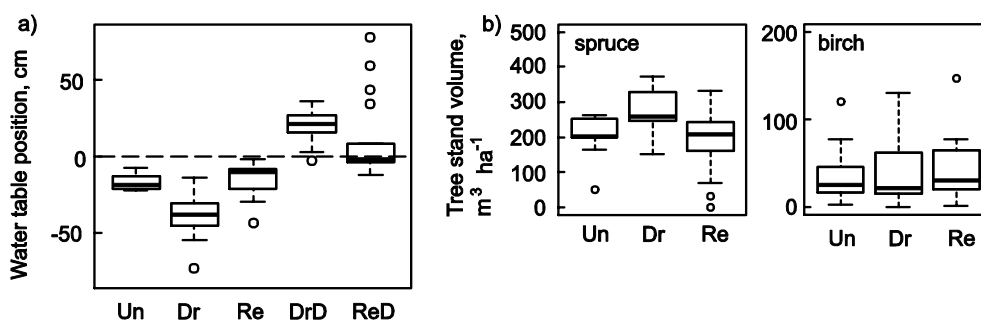 a)
Water table position, cm
50
0
-50
Un Dr Re DrD ReD
b)
Tree stand volume,
m³ ha⁻¹
500
400
300
200
100
0
spruce
Un Dr Re
200
100
0
birch
Un Dr Re